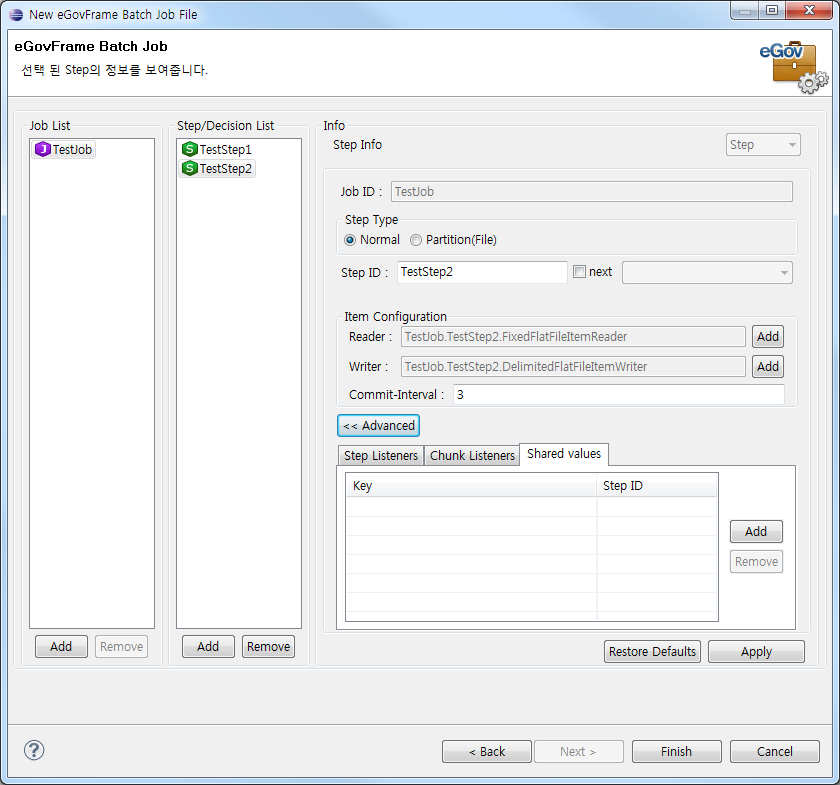 New eGovFrame Batch Job File
eGovFrame Batch Job
선택 된 Step의 정보를 보여줍니다.
eGov
Job List
J TestJob
Add
Remove
Step/Decision List
S TestStep1
S TestStep2
Add
Remove
Info
Step Info
Step
Job ID :
TestJob
Step Type
Normal
Partition(File)
Step ID :
TestStep2
next
Item Configuration
Reader :
TestJob.TestStep2.FixedFlatFileItemReader
Add
Writer :
TestJob.TestStep2.DelimitedFlatFileItemWriter
Add
Commit-Interval :
3
<< Advanced
Step Listeners
Chunk Listeners
Shared values
Key
Step ID
Add
Remove
Restore Defaults
Apply
?
< Back
Next >
Finish
Cancel